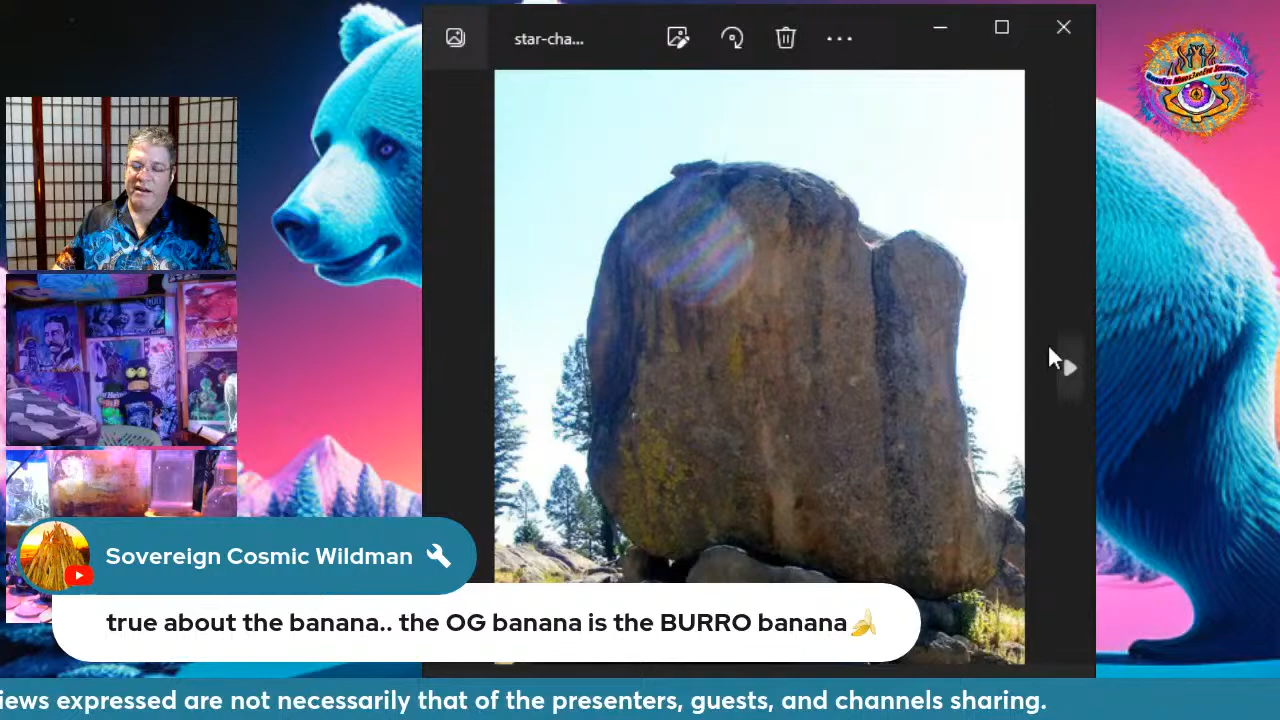 star-cha...
Sovereign Cosmic Wildman
true about the banana.. the OG banana is the BURRO banana🍌
iews expressed are not necessarily that of the presenters, guests, and channels sharing.